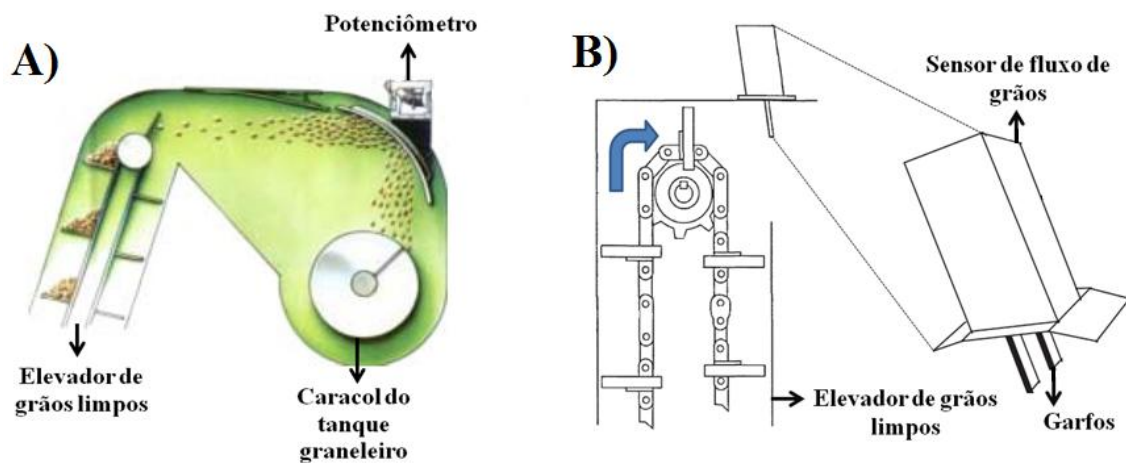 A)
Potenciômetro
Elevador de
grãos limpos
Caracol do
tanque
graneleiro
B)
Sensor de fluxo de
grãos
Elevador de grãos
limpos
Garfos